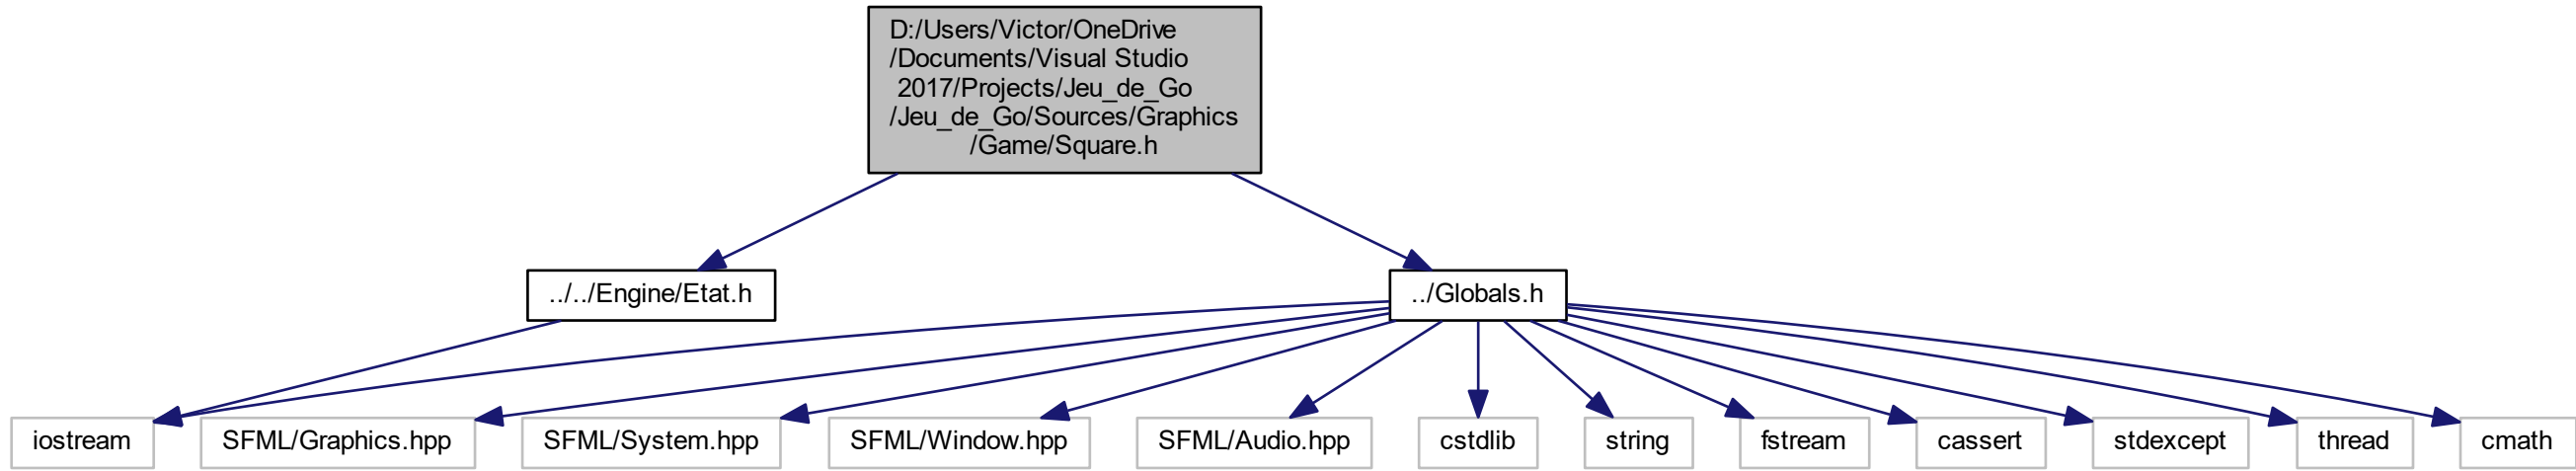 D:/Users/Victor/OneDrive
/Documents/Visual Studio
2017/Projects/Jeu_de_Go
/Jeu_de_Go/Sources/Graphics
/Game/Square.h
../../Engine/Etat.h
../Globals.h
iostream
SFML/Graphics.hpp
SFML/System.hpp
SFML/Window.hpp
SFML/Audio.hpp
cstdlib
string
fstream
cassert
stdexcept
thread
cmath